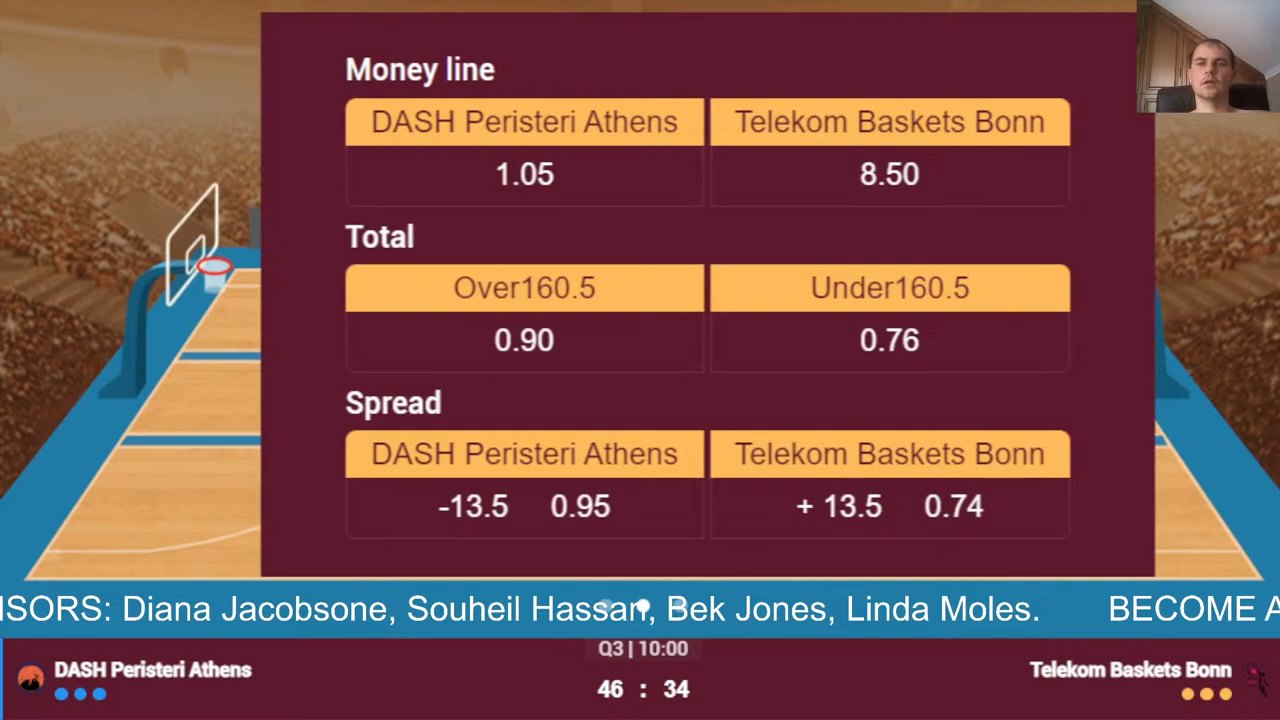 Money line
DASH Peristeri Athens Telekom Baskets Bonn
1.05 8.50
Total
Over160.5 Under160.5
0.90 0.76
Spread
DASH Peristeri Athens Telekom Baskets Bonn
-13.5 0.95 + 13.5 0.74
ISORS: Diana Jacobsone, Souheil Hassan, Bek Jones, Linda Moles. BECOME A
Q3 | 10:00
DASH Peristeri Athens Telekom Baskets Bonn
46 : 34